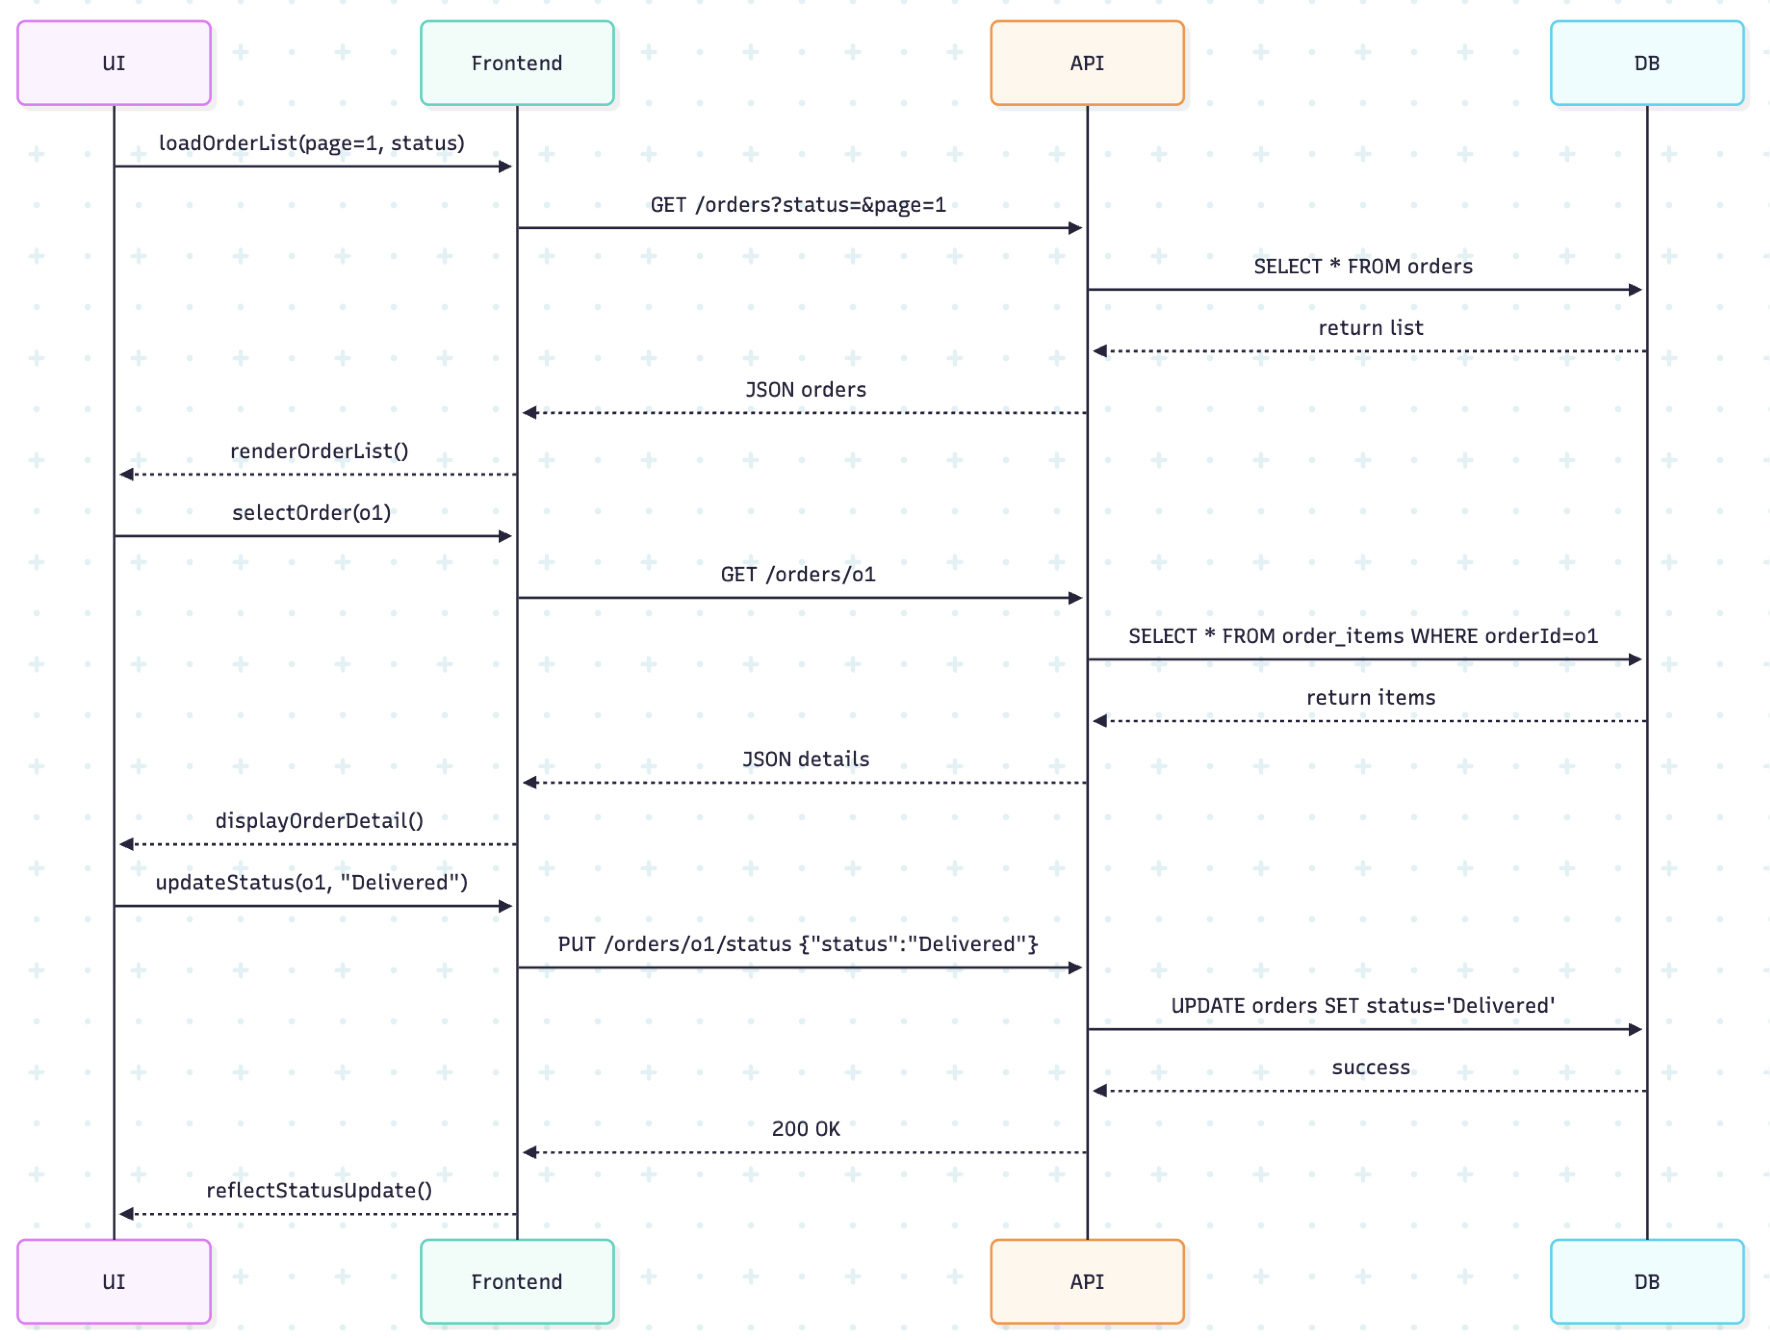 UI
Frontend
API
DB
loadOrderList(page=1, status)
GET /orders?status=&page=1
SELECT * FROM orders
return list
JSON orders
renderOrderList()
selectOrder(o1)
GET /orders/o1
SELECT * FROM order_items WHERE orderId=o1
return items
JSON details
displayOrderDetail()
updateStatus(o1, "Delivered")
PUT /orders/o1/status {"status":"Delivered"}
UPDATE orders SET status='Delivered'
success
200 OK
reflectStatusUpdate()
UI
Frontend
API
DB